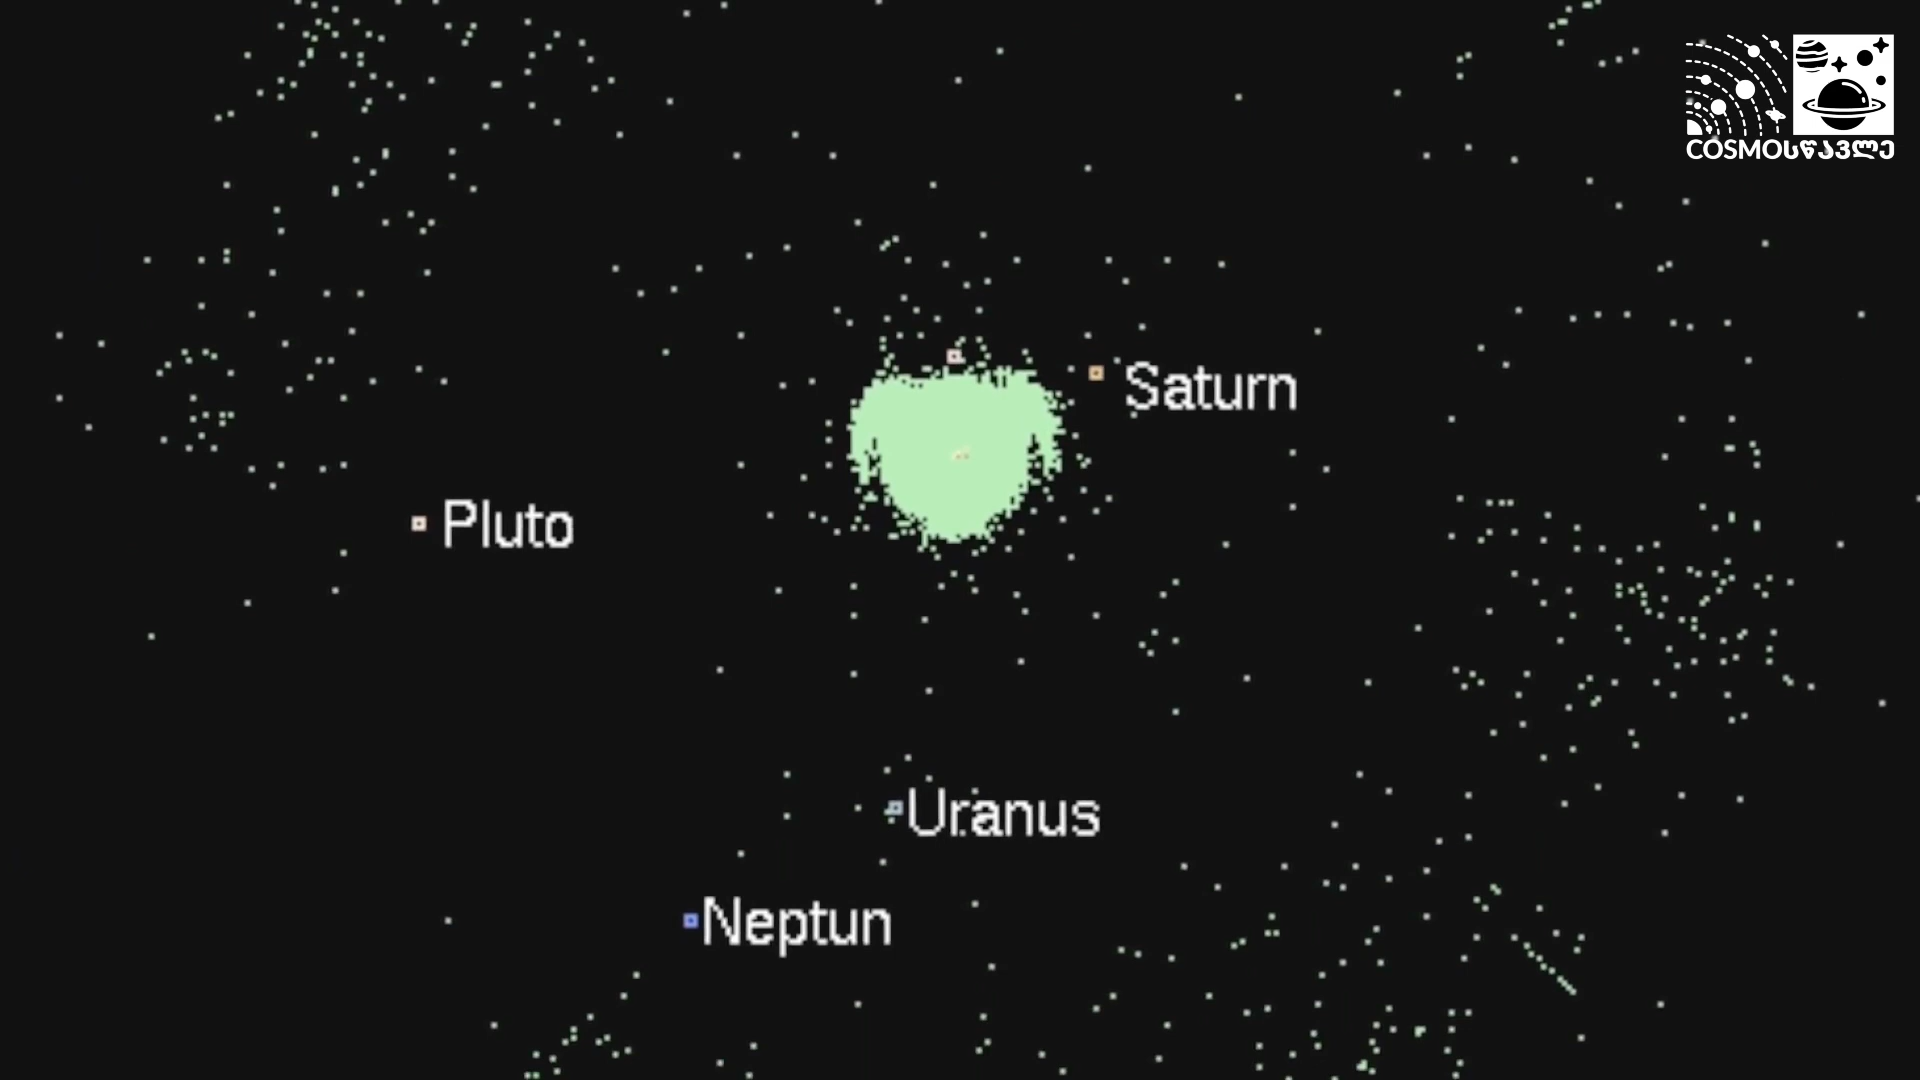 COSMOსწავლე
Saturn
Pluto
Uranus
Neptun